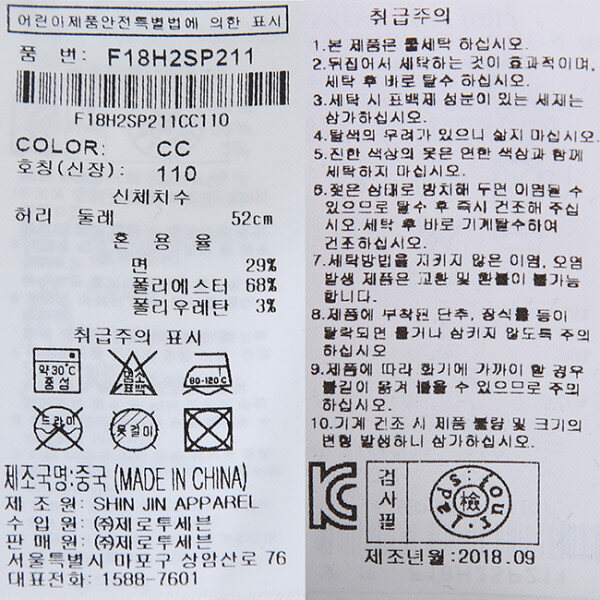 어린이제품안전특별법에 의한 표시
품 번: F18H2SP211
F18H2SP211CC110
COLOR: CC
호칭(신장): 110
신체치수
허리 둘레 52cm
혼 용 율
면 29%
폴리에스터 68%
폴리우레탄 3%
취급주의 표시
약30℃
중성
염소
표백
80-120℃
드라이
옷걸이
제조국명:중국 (MADE IN CHINA)
제 조 원: SHIN JIN APPAREL
수 입 원: ㈜제로투세븐
판 매 원: ㈜제로투세븐
서울특별시 마포구 상암산로 76
대표전화: 1588-7601
취급주의
1.본 제품은 물세탁 하십시오.
2.뒤집어서 세탁하는 것이 효과적이며,
세탁 후 바로 탈수 하십시오.
3.세탁 시 표백제 성분이 있는 세제는
삼가하십시오.
4.탈색의 우려가 있으니 삶지 마십시오.
5.진한 색상의 옷은 연한 색상과 함께
세탁하지 마십시오.
6.젖은 상태로 방치해 두면 이염될 수
있으므로 탈수 후 즉시 건조해 주십
시오.세탁 후 바로 기계탈수하여
건조하십시오.
7.세탁방법을 지키지 않은 이염, 오염
발생 제품은 교환 및 환불이 불가능
합니다.
8.제품에 부착된 단추, 장식물 등이
탈락되면 물거나 삼키지 않도록 주의
하십시오
9.제품에 따라 화기에 가까이 할 경우
불길이 옮겨 붙을 수 있으므로 주의
하십시오.
10.기계 건조 시 제품 불량 및 크기의
변형 발생하니 삼가하십시오.
검
사
필
檢
제조년월:2018.09
F18H2SP211